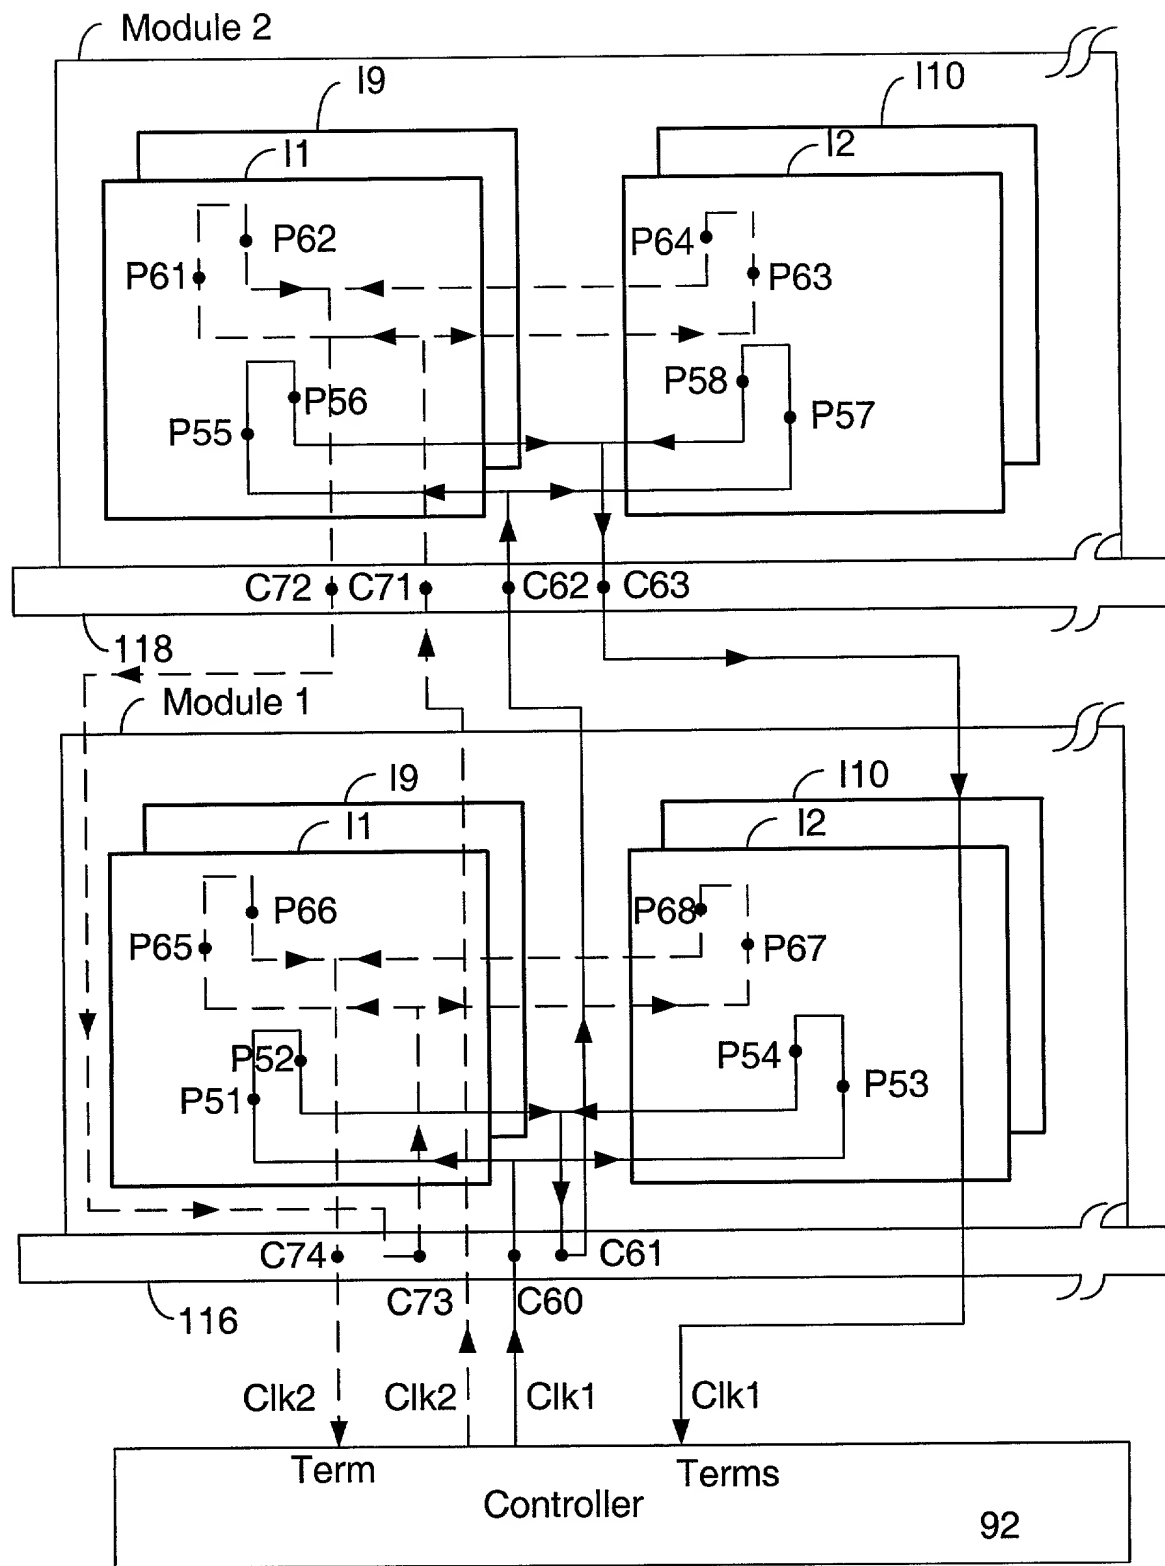 Module 2
I9
I10
I1
I2
P62
P64
P61
P63
P58
P56
P57
P55
C72
C71
C62
C63
118
Module 1
I9
I10
I1
I2
P66
P68
P65
P67
P52
P54
P53
P51
C74
C61
C73
C60
116
Clk2
Clk2
Clk1
Clk1
Term
Terms
Controller
92